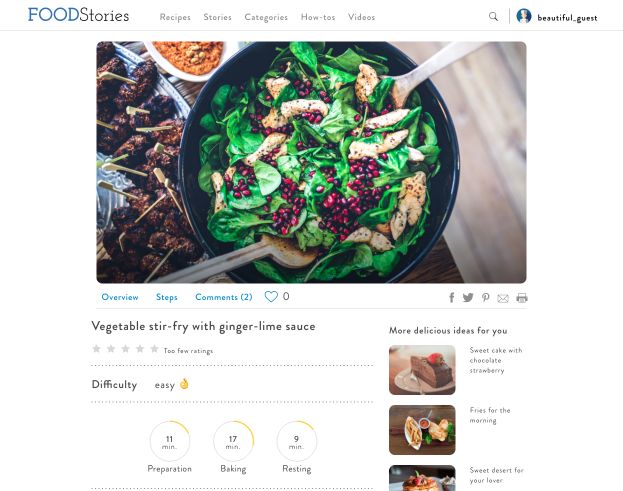 FOODStories
Recipes Stories Categories How-tos Videos
beautiful_guest
Overview Steps Comments (2) 0
Vegetable stir-fry with ginger-lime sauce
Too few ratings
Difficulty easy 👌
11 min.
Preparation
17 min.
Baking
9 min.
Resting
More delicious ideas for you
Sweet cake with
chocolate
strawberry
Fries for the
morning
Sweet desert for
your lover